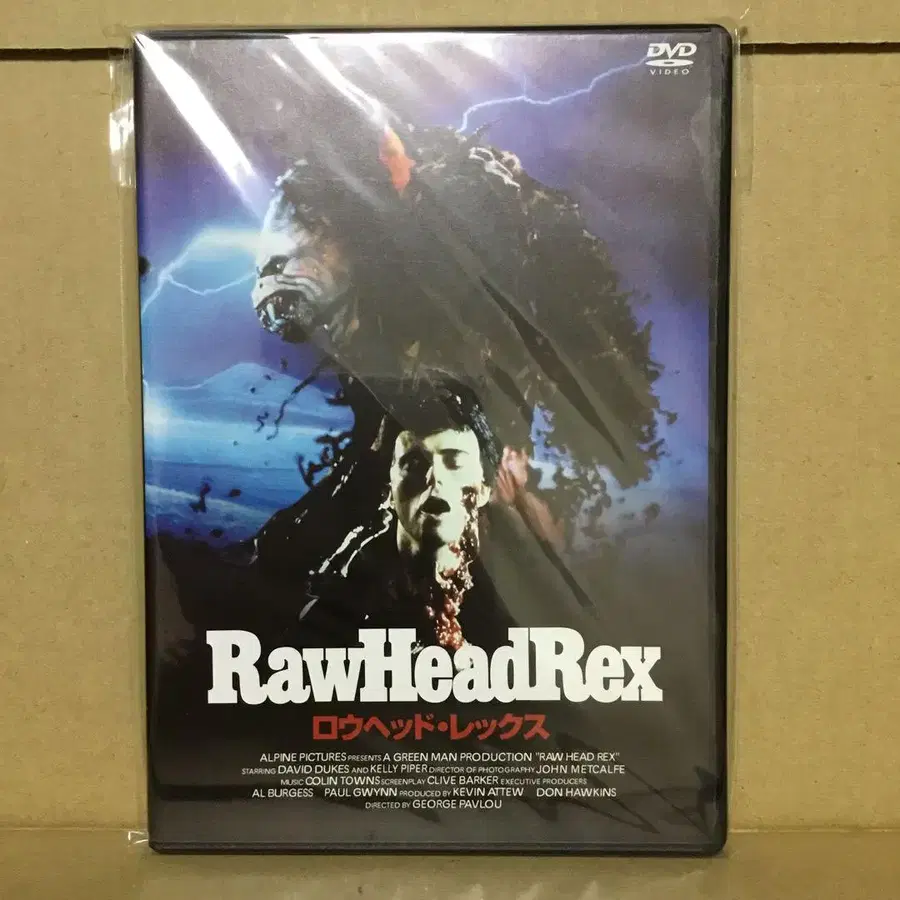 DVD
VIDEO
RawHeadRex
ロウヘッド・レックス
ALPINE PICTURES PRESENTS A GREEN MAN PRODUCTION "RAW HEAD REX"
STARRING DAVID DUKES AND KELLY PIPER DIRECTOR OF PHOTOGRAPHY JOHN METCALFE
MUSIC COLIN TOWNS SCREENPLAY CLIVE BARKER EXECUTIVE PRODUCERS
AL BURGESS PAUL GWYNN PRODUCED BY KEVIN ATTEW DON HAWKINS
DIRECTED BY GEORGE PAVLOU